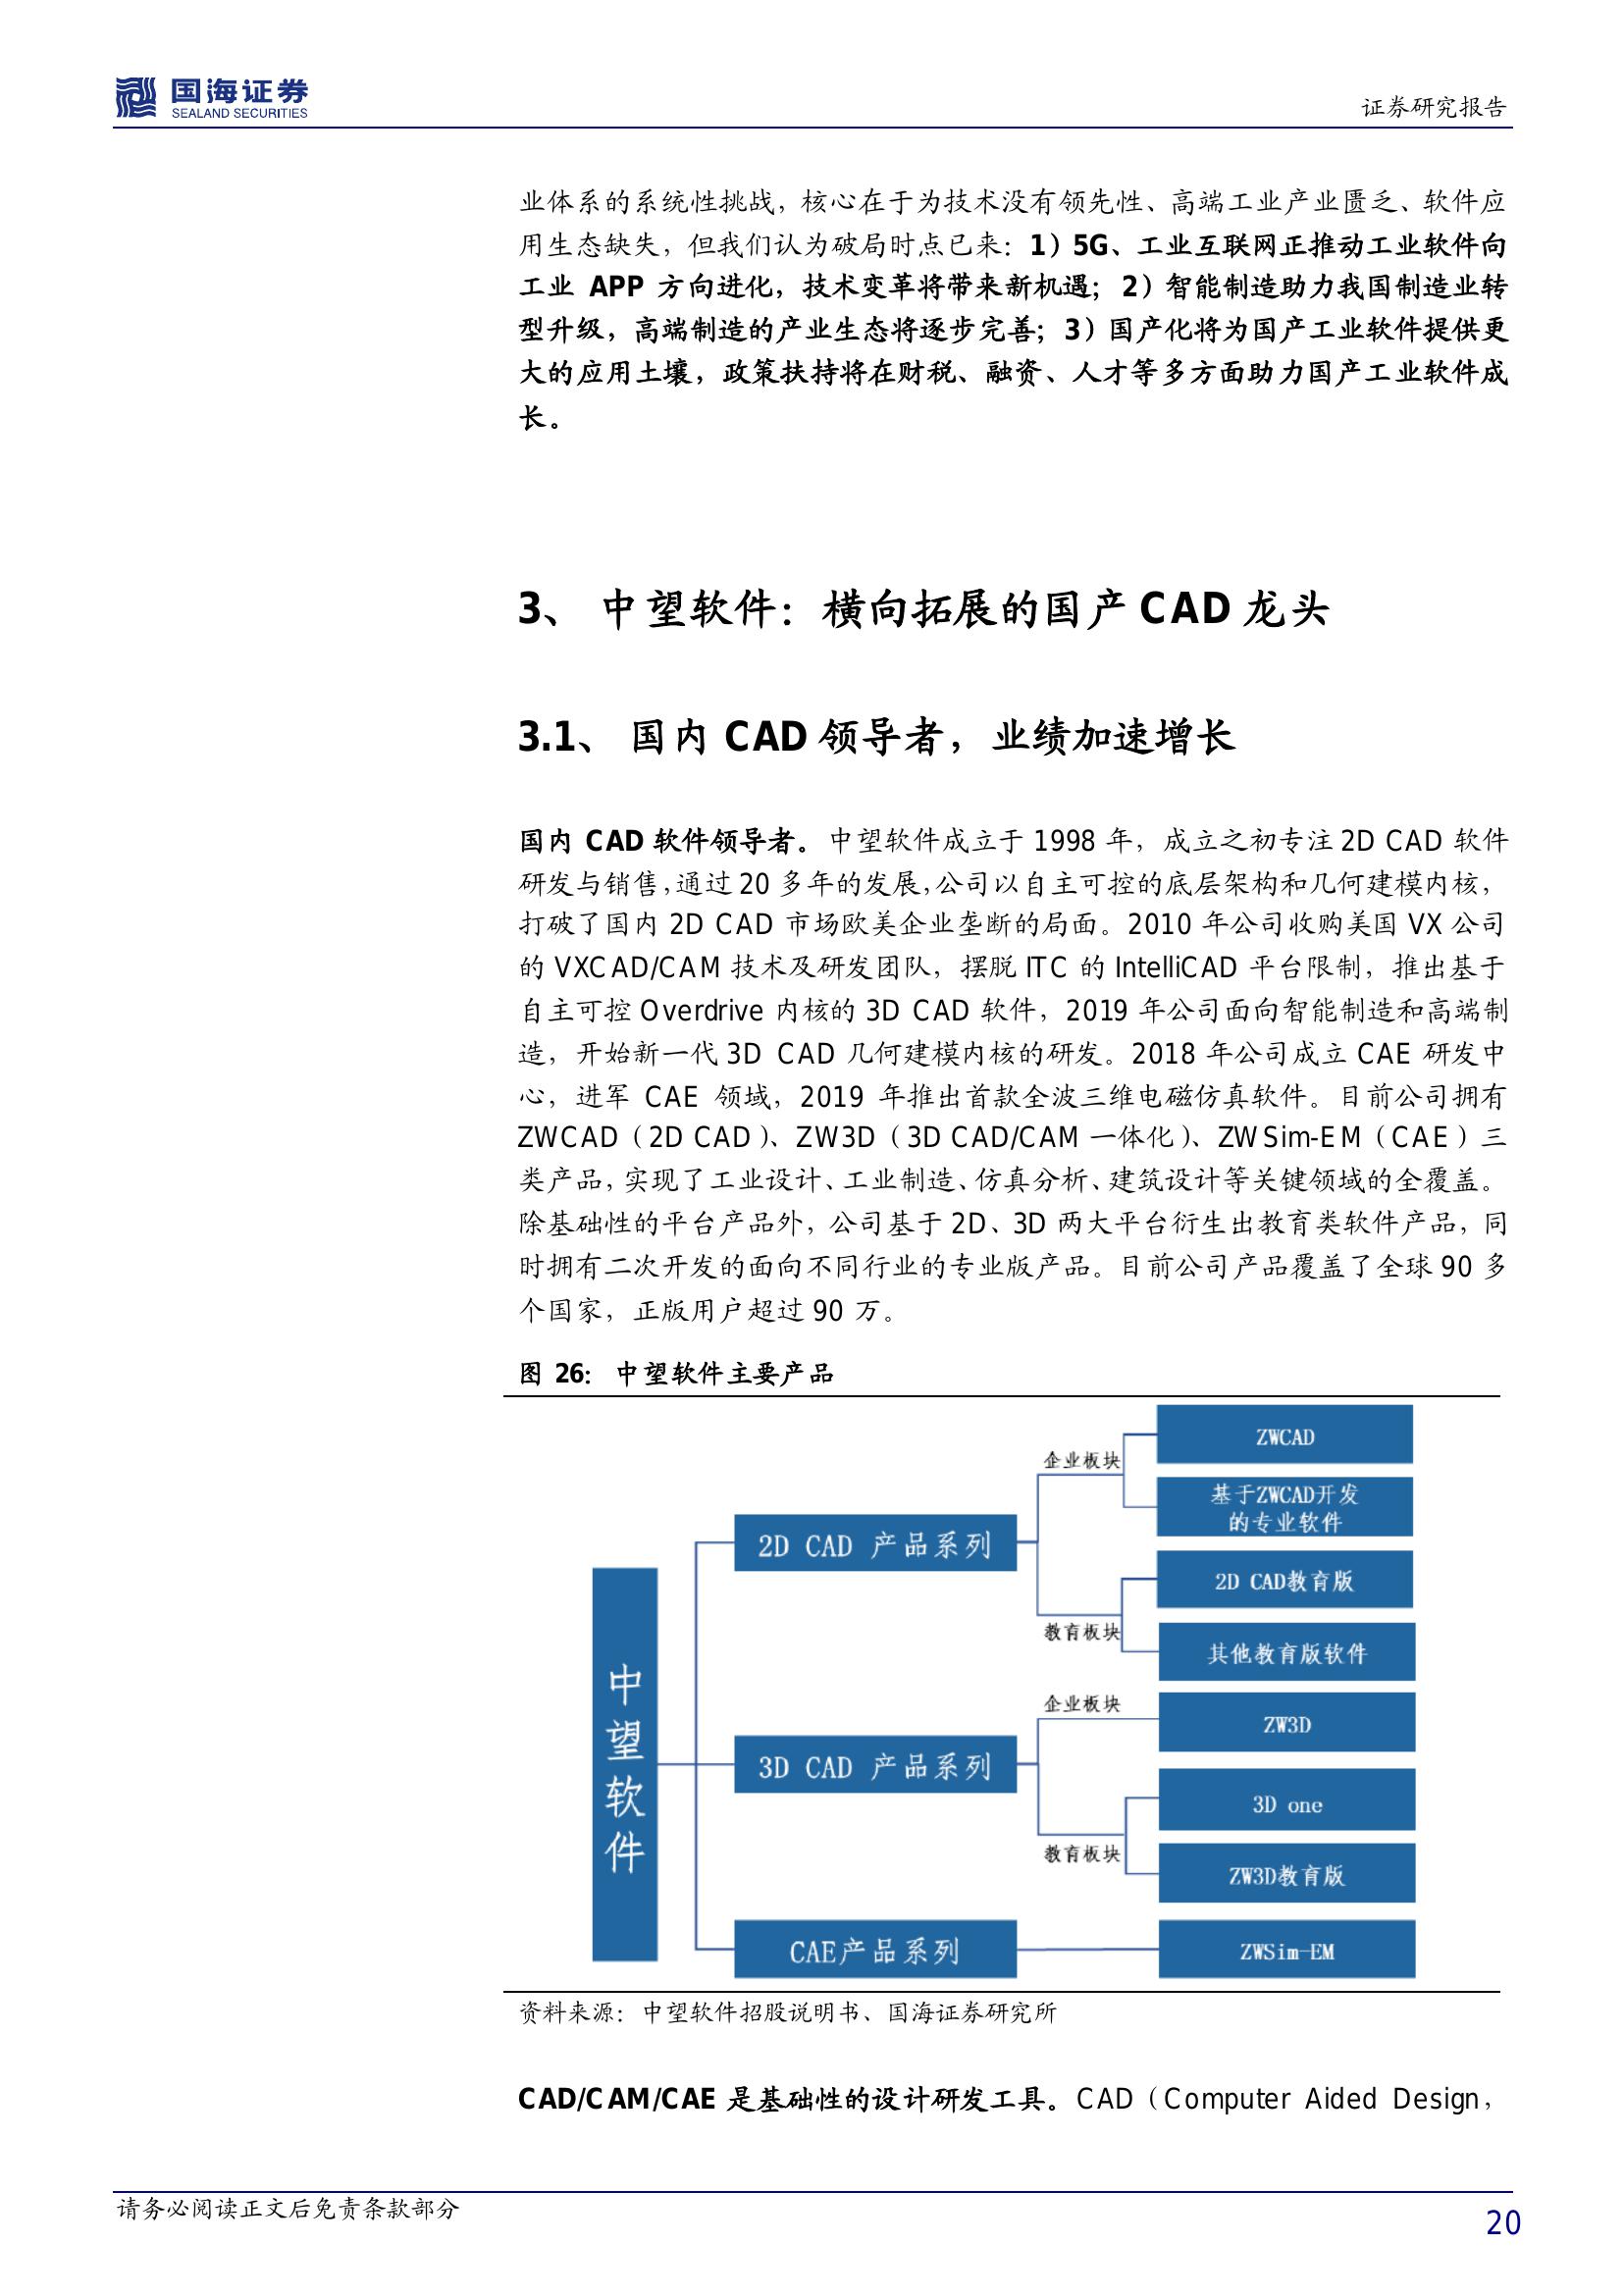 国海证券
SEALAND SECURITIES
证券研究报告
业体系的系统性挑战，核心在于为技术没有领先性、高端工业产业匮乏、软件应
用生态缺失，但我们认为破局时点已来：1）5G、工业互联网正推动工业软件向
工业 APP 方向进化，技术变革将带来新机遇；2）智能制造助力我国制造业转
型升级，高端制造的产业生态将逐步完善；3）国产化将为国产工业软件提供更
大的应用土壤，政策扶持将在财税、融资、人才等多方面助力国产工业软件成
长。
3、 中望软件：横向拓展的国产 CAD 龙头
3.1、 国内 CAD 领导者，业绩加速增长
国内 CAD 软件领导者。中望软件成立于 1998 年，成立之初专注 2D CAD 软件
研发与销售，通过 20 多年的发展，公司以自主可控的底层架构和几何建模内核，
打破了国内 2D CAD 市场欧美企业垄断的局面。2010 年公司收购美国 VX 公司
的 VXCAD/CAM 技术及研发团队，摆脱 ITC 的 IntelliCAD 平台限制，推出基于
自主可控 Overdrive 内核的 3D CAD 软件，2019 年公司面向智能制造和高端制
造，开始新一代 3D CAD 几何建模内核的研发。2018 年公司成立 CAE 研发中
心，进军 CAE 领域，2019 年推出首款全波三维电磁仿真软件。目前公司拥有
ZWCAD（2D CAD）、ZW3D（3D CAD/CAM 一体化）、ZWSim-EM（CAE）三
类产品，实现了工业设计、工业制造、仿真分析、建筑设计等关键领域的全覆盖。
除基础性的平台产品外，公司基于 2D、3D 两大平台衍生出教育类软件产品，同
时拥有二次开发的面向不同行业的专业版产品。目前公司产品覆盖了全球 90 多
个国家，正版用户超过 90 万。
图 26： 中望软件主要产品
中望软件
2D CAD 产品系列
企业板块
ZWCAD
基于ZWCAD开发
的专业软件
教育板块
2D CAD教育版
其他教育版软件
3D CAD 产品系列
企业板块
ZW3D
教育板块
3D one
ZW3D教育版
CAE产品系列
ZWSim-EM
资料来源：中望软件招股说明书、国海证券研究所
CAD/CAM/CAE 是基础性的设计研发工具。CAD（Computer Aided Design，
请务必阅读正文后免责条款部分
20